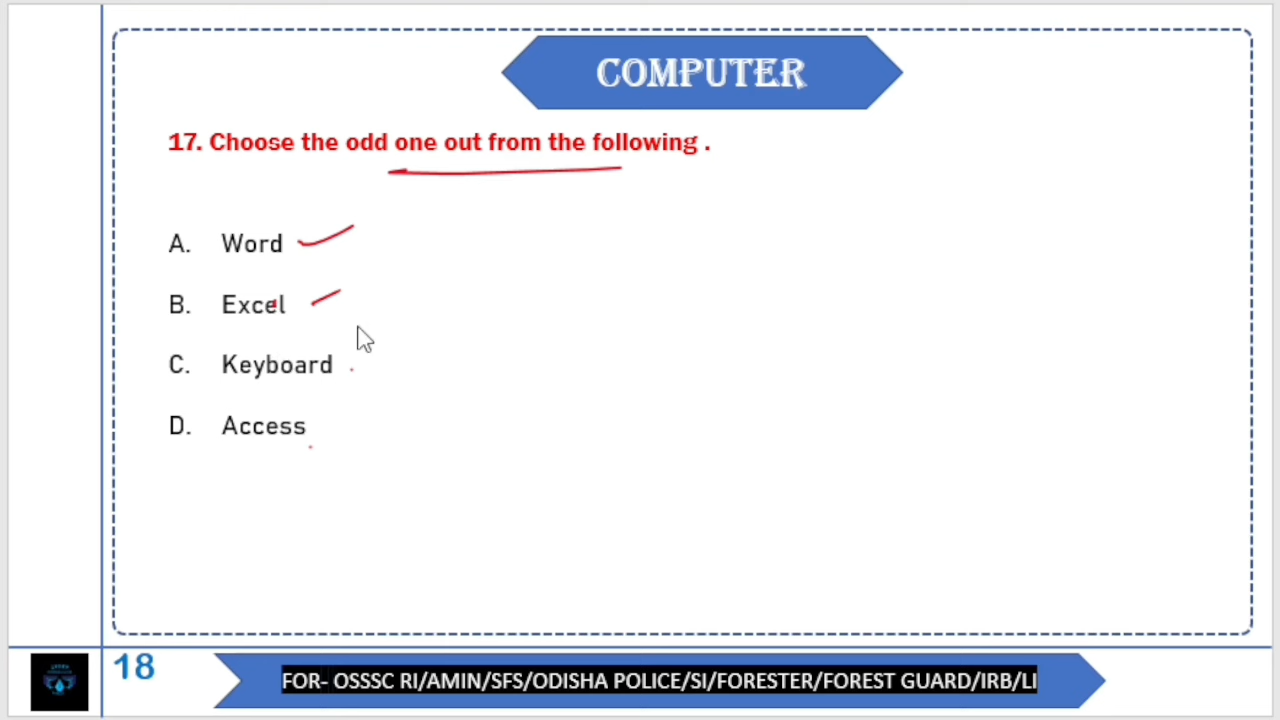 COMPUTER
17. Choose the odd one out from the following .
A. Word
B. Excel
C. Keyboard
D. Access
18
FOR- OSSSC RI/AMIN/SFS/ODISHA POLICE/SI/FORESTER/FOREST GUARD/IRB/LI